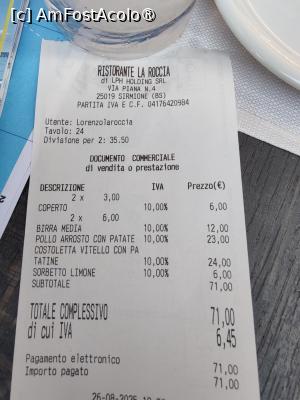 [c] #AmFostAcolo®
RISTORANTE LA ROCCIA
di LPH HOLDING SRL
VIA PIANA N.4
25019 SIRMIONE (BS)
PARTITA IVA E C.F. 04176420984
Utente: Lorenzolaroccia
Tavolo: 24
Divisione per 2: 35.50
DOCUMENTO COMMERCIALE
di vendita o prestazione
DESCRIZIONE IVA Prezzo(€)
2 x 3,00
COPERTO 10,00% 6,00
2 x 6,00
BIRRA MEDIA 10,00% 12,00
POLLO ARROSTO CON PATATE 10,00% 23,00
COSTOLETTA VITELLO CON PA
TATINE 10,00% 24,00
SORBETTO LIMONE 10,00% 6,00
SUBTOTALE 71,00
TOTALE COMPLESSIVO 71,00
di cui IVA 6,45
Pagamento elettronico 71,00
Importo pagato 71,00
26-08-2025